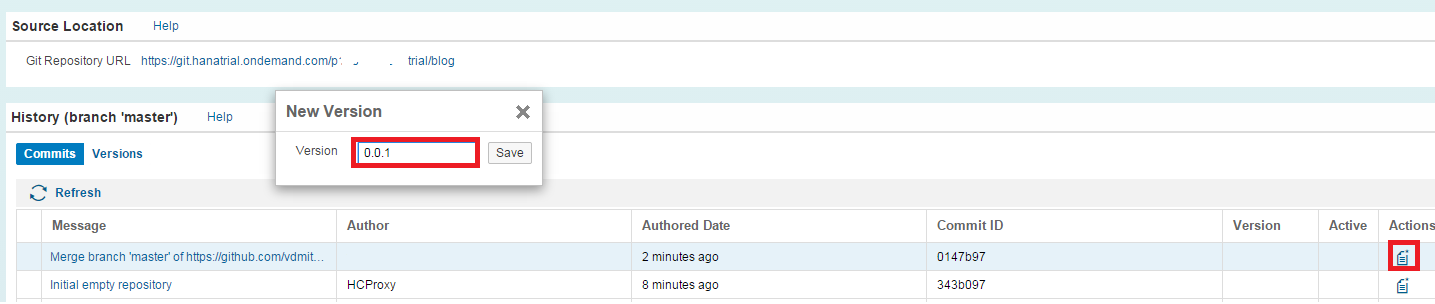 Source Location Help
Git Repository URL https://git.hanatrial.ondemand.com/p trial/blog
New Version
History (branch 'master') Help
Version 0.0.1 Save
Commits Versions
Refresh
Message Author Authored Date Commit ID Version Active Actions
Merge branch 'master' of https://github.com/vdmit... 2 minutes ago 0147b97
Initial empty repository HCProxy 8 minutes ago 343b097